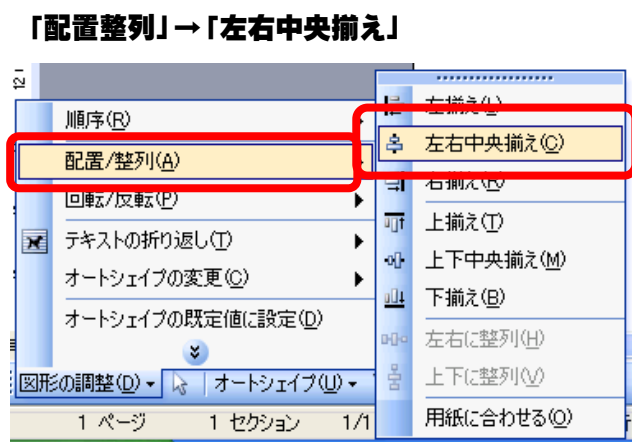 「配置整列」→「左右中央揃え」
12
順序(R)
配置/整列(A)
回転/反転(P)
テキストの折り返し(T)
オートシェイプの変更(C)
オートシェイプの既定値に設定(D)
図形の調整(D) オートシェイプ(U)
1 ページ 1 セクション 1/1
左揃え(L)
左右中央揃え(C)
右揃え(R)
上揃え(T)
上下中央揃え(M)
下揃え(B)
左右に整列(H)
上下に整列(V)
用紙に合わせる(O)